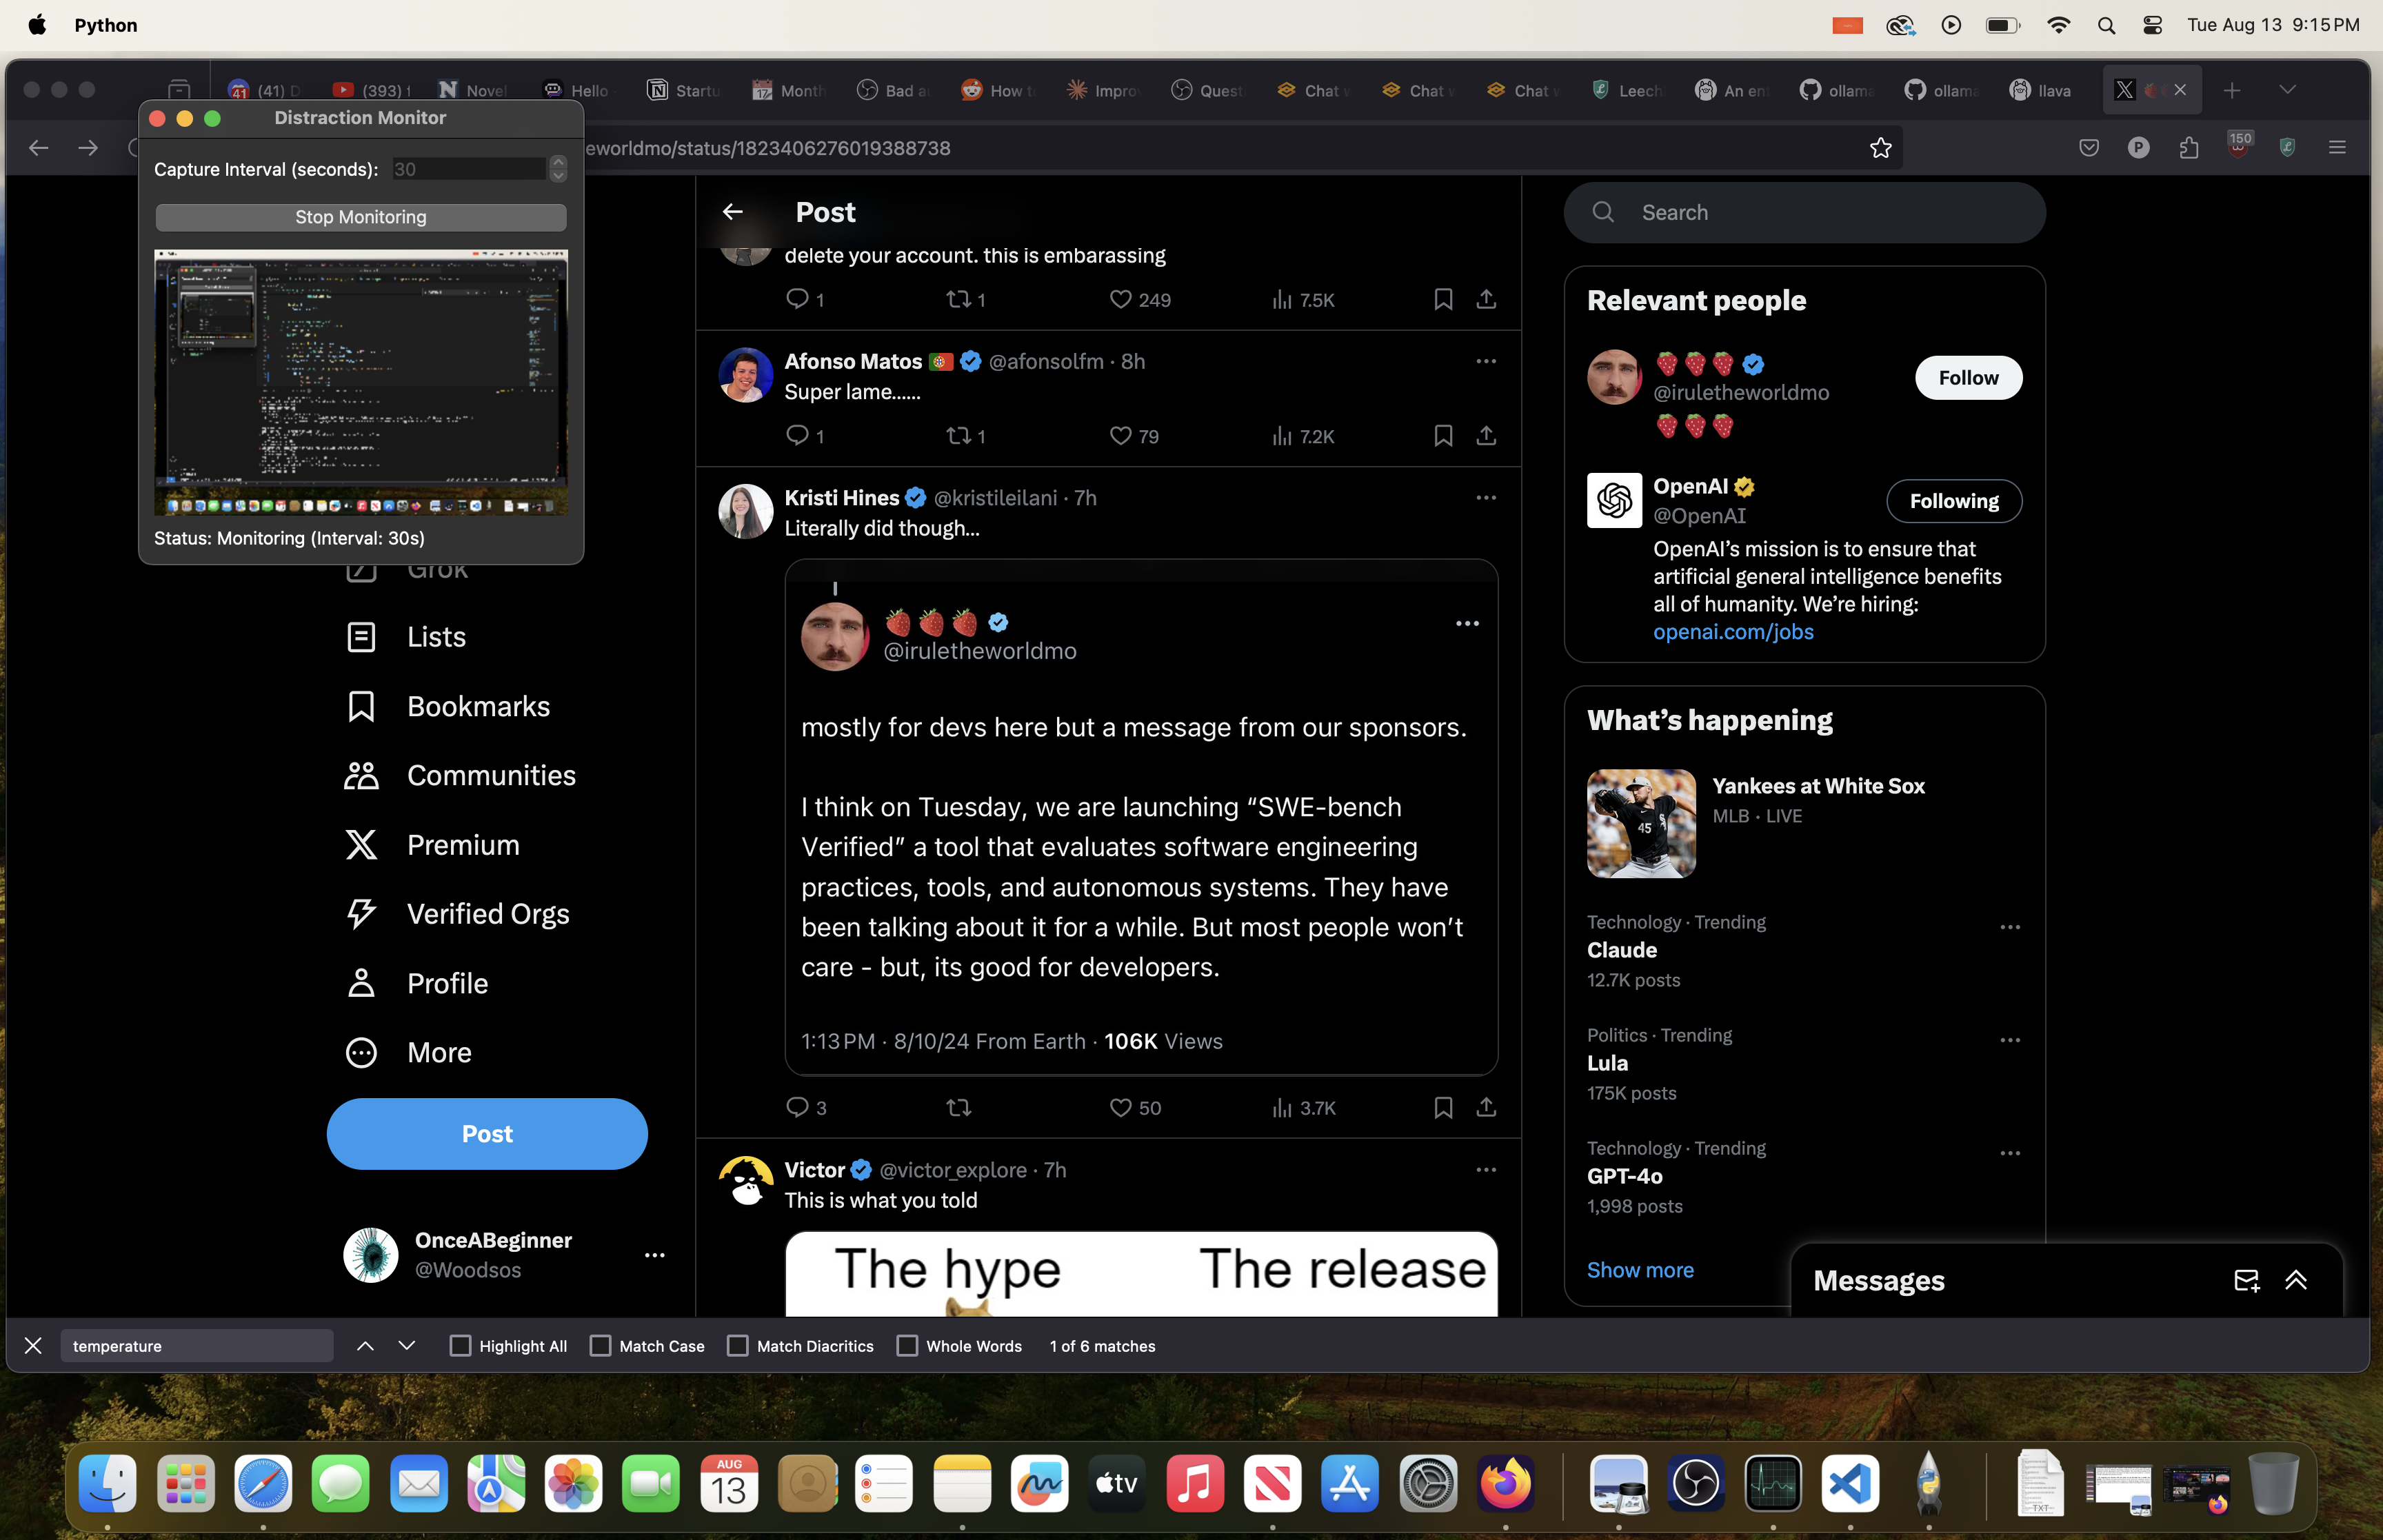 Python
Tue Aug 13 9:15 PM
41 (41) D
(393) f
Novel
Hello
Startu
17 Month
Bad a
How t
Improv
Quest
Chat v
Chat v
Chat v
Leech
An en
ollama
ollama
llava
Distraction Monitor
Capture Interval (seconds): 30
Stop Monitoring
Status: Monitoring (Interval: 30s)
eworldmo/status/1823406276019388738
150
Grok
Lists
Bookmarks
Communities
Premium
Verified Orgs
Profile
More
Post
OnceABeginner
@Woodsos
Post
delete your account. this is embarassing
1 1 249 7.5K
Afonso Matos 🇵🇹 @afonsolfm · 8h
Super lame......
1 1 79 7.2K
Kristi Hines @kristileilani · 7h
Literally did though...
🍓🍓🍓
@iruletheworldmo
mostly for devs here but a message from our sponsors.
I think on Tuesday, we are launching “SWE-bench
Verified” a tool that evaluates software engineering
practices, tools, and autonomous systems. They have
been talking about it for a while. But most people won’t
care - but, its good for developers.
1:13 PM · 8/10/24 From Earth · 106K Views
3 50 3.7K
Victor @victor_explore · 7h
This is what you told
The hype The release
Search
Relevant people
🍓🍓🍓
@iruletheworldmo
🍓🍓🍓
Follow
OpenAI
@OpenAI
Following
OpenAI’s mission is to ensure that
artificial general intelligence benefits
all of humanity. We’re hiring:
openai.com/jobs
What’s happening
45
Yankees at White Sox
MLB · LIVE
Technology · Trending
Claude
12.7K posts
Politics · Trending
Lula
175K posts
Technology · Trending
GPT-4o
1,998 posts
Show more
Messages
temperature
Highlight All
Match Case
Match Diacritics
Whole Words
1 of 6 matches
AUG
13
tv
TXT